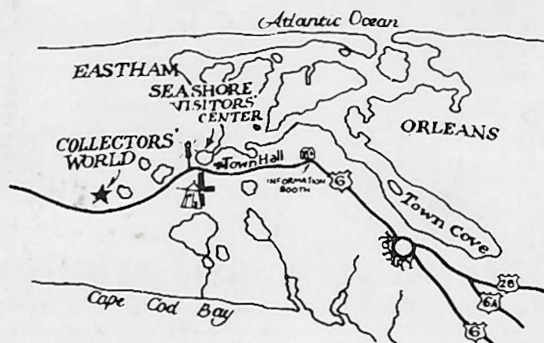 Atlantic Ocean
EASTHAM
SEASHORE
VISITORS'
CENTER
ORLEANS
COLLECTORS'
WORLD
Town Hall
INFORMATION
BOOTH
6
Town Cove
ROTARY
28
6A
6
Cape Cod Bay